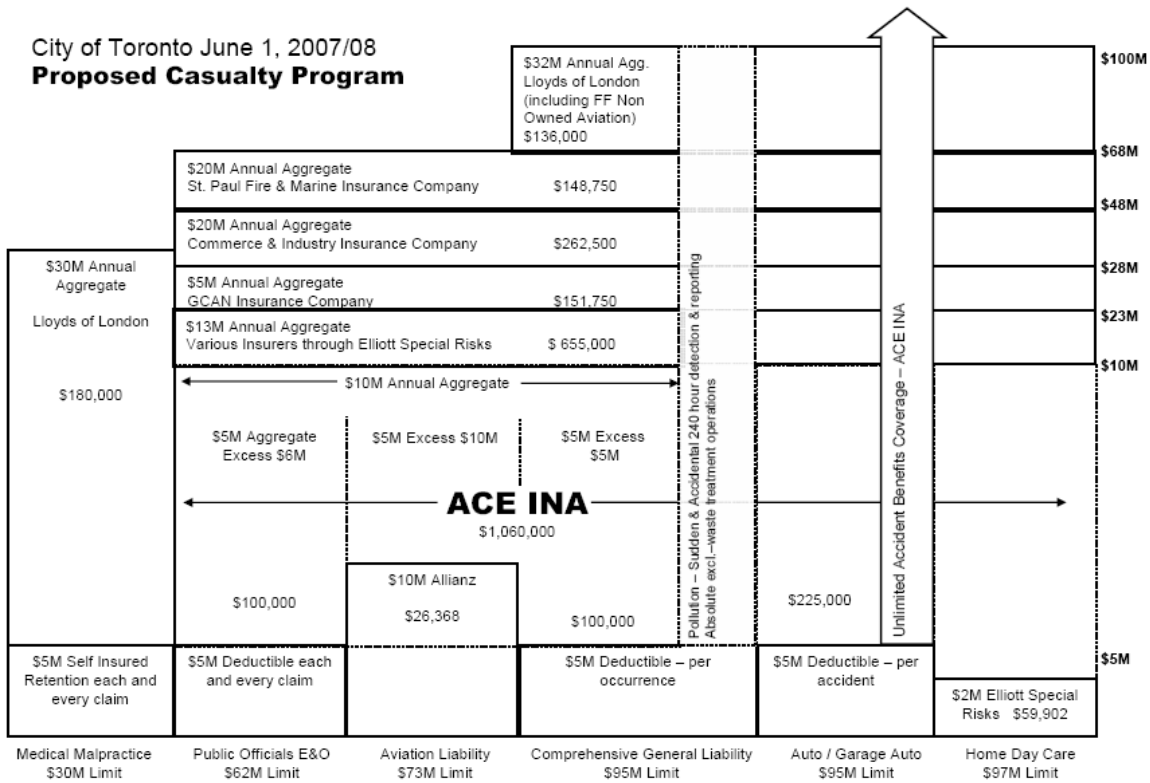 City of Toronto June 1, 2007/08
Proposed Casualty Program
$32M Annual Agg.
Lloyds of London
(including FF Non
Owned Aviation)
$136,000
$100M
$20M Annual Aggregate
St. Paul Fire & Marine Insurance Company $148,750
$68M
$20M Annual Aggregate
Commerce & Industry Insurance Company $262,500
$48M
$5M Annual Aggregate
GCAN Insurance Company $151,750
$28M
$13M Annual Aggregate
Various Insurers through Elliott Special Risks $ 655,000
$23M
$10M
$30M Annual
Aggregate
Lloyds of London
$180,000
$10M Annual Aggregate
$5M Aggregate
Excess $6M
$5M Excess $10M
$5M Excess
$5M
ACE INA
$1,060,000
$100,000
$10M Allianz
$26,368
$100,000
Pollution – Sudden & Accidental 240 hour detection & reporting
Absolute excl.–waste treatment operations
$225,000
Unlimited Accident Benefits Coverage – ACE INA
$5M
$5M Self Insured
Retention each and
every claim
$5M Deductible each
and every claim
$5M Deductible – per
occurrence
$5M Deductible – per
accident
$2M Elliott Special
Risks $59,902
Medical Malpractice
$30M Limit
Public Officials E&O
$62M Limit
Aviation Liability
$73M Limit
Comprehensive General Liability
$95M Limit
Auto / Garage Auto
$95M Limit
Home Day Care
$97M Limit